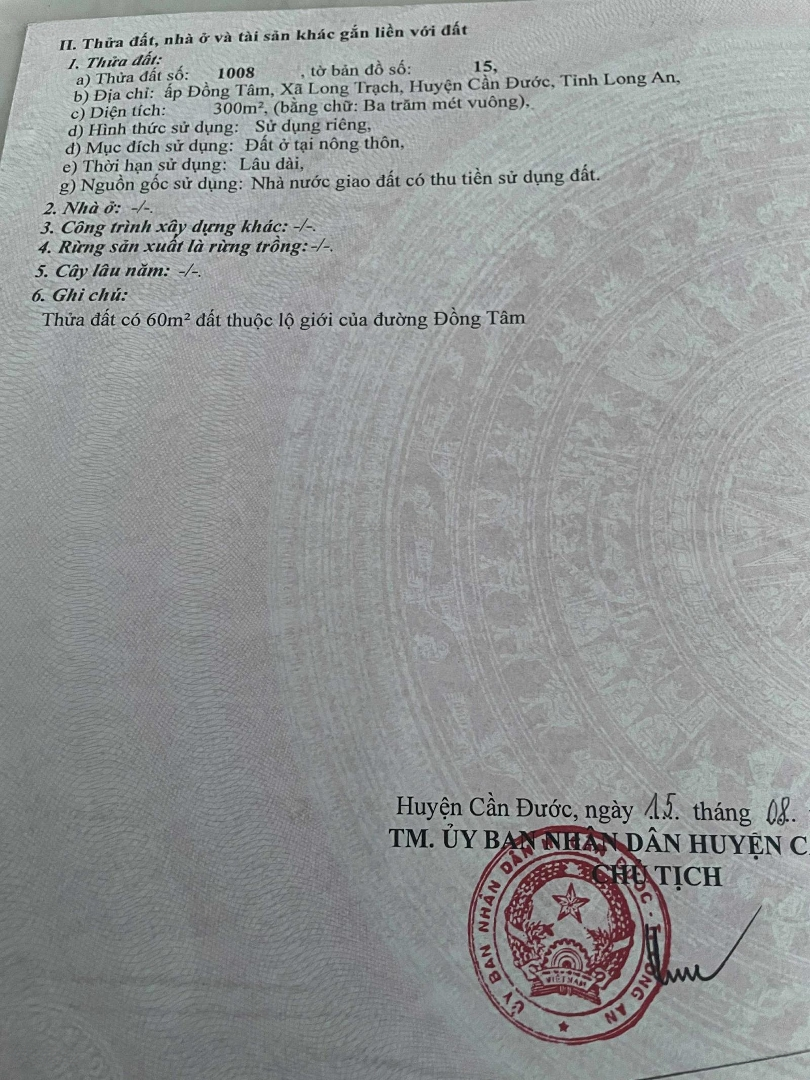 II. Thửa đất, nhà ở và tài sản khác gắn liền với đất
1. Thửa đất:
a) Thửa đất số: 1008 , tờ bản đồ số: 15,
b) Địa chỉ: ấp Đồng Tâm, Xã Long Trạch, Huyện Cần Đước, Tỉnh Long An,
c) Diện tích: 300m², (bằng chữ: Ba trăm mét vuông),
d) Hình thức sử dụng: Sử dụng riêng,
đ) Mục đích sử dụng: Đất ở tại nông thôn,
e) Thời hạn sử dụng: Lâu dài,
g) Nguồn gốc sử dụng: Nhà nước giao đất có thu tiền sử dụng đất.
2. Nhà ở: -/-.
3. Công trình xây dựng khác: -/-.
4. Rừng sản xuất là rừng trồng: -/-.
5. Cây lâu năm: -/-.
6. Ghi chú:
Thửa đất có 60m² đất thuộc lộ giới của đường Đồng Tâm
Huyện Cần Đước, ngày 15. tháng 08.
TM. ỦY BAN NHÂN DÂN HUYỆN C
CHỦ TỊCH
ỦY BAN NHÂN DÂN
VIỆT NAM